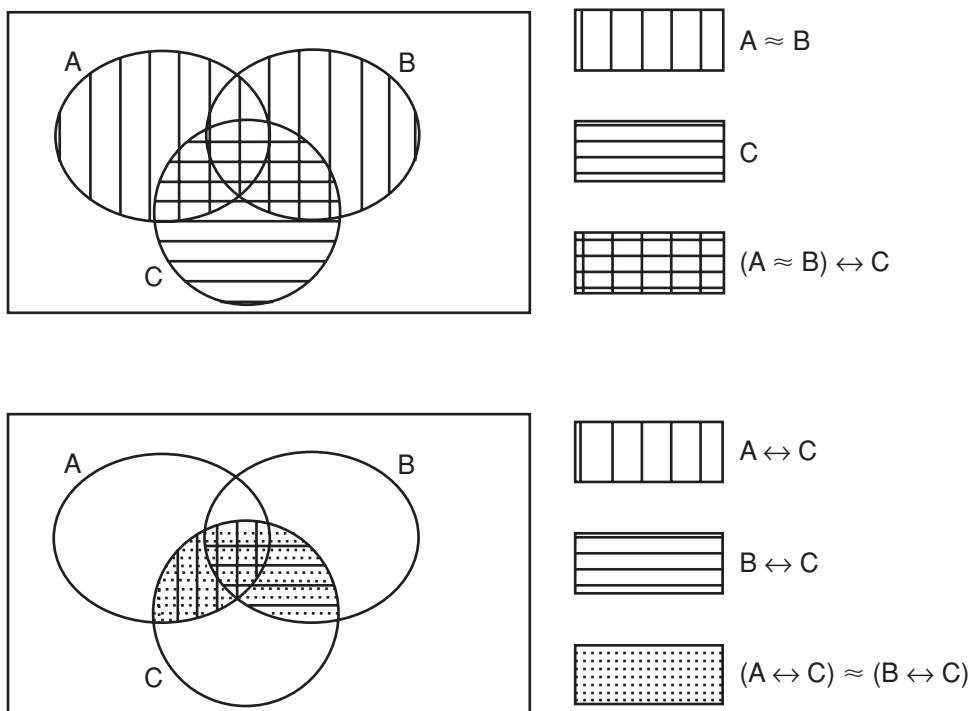 A
B
C
A ≈ B
C
(A ≈ B) ↔ C
A
B
C
A ↔ C
B ↔ C
(A ↔ C) ≈ (B ↔ C)